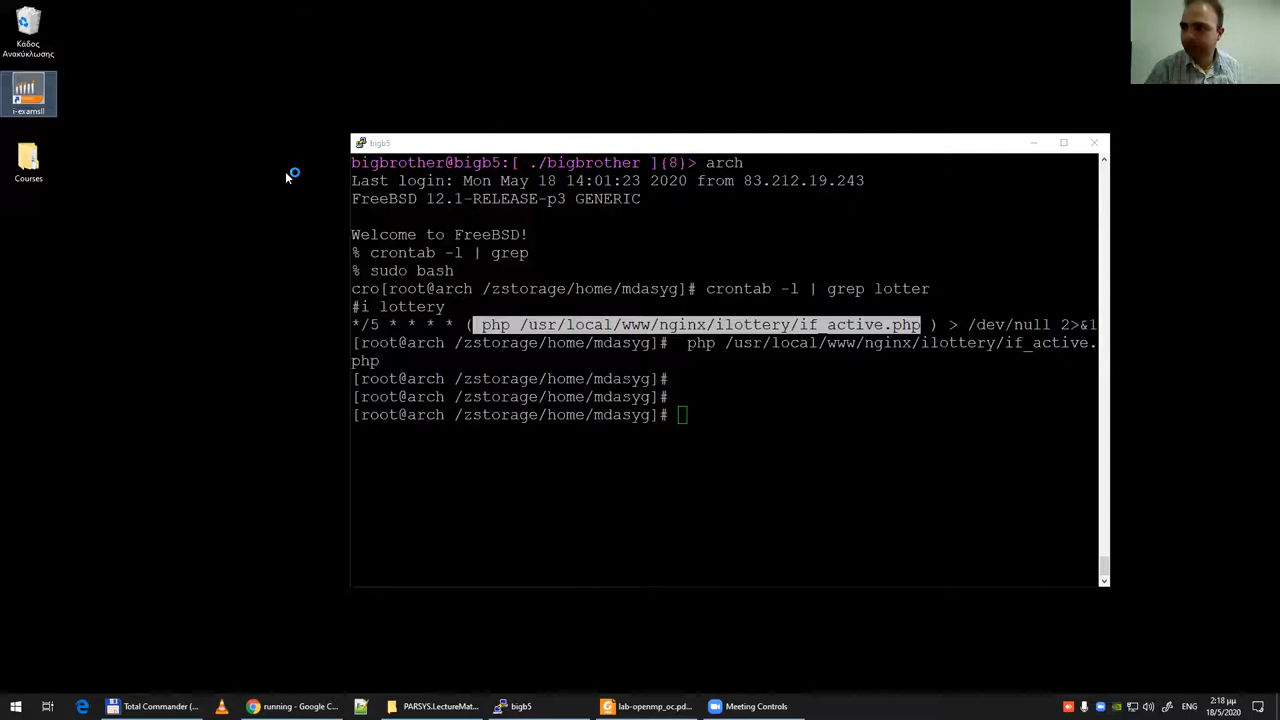 Κάδος
Ανακύκλωσης
i-examsII
Courses
bigb5
bigbrother@bigb5:[ ./bigbrother ]{8}> arch
Last login: Mon May 18 14:01:23 2020 from 83.212.19.243
FreeBSD 12.1-RELEASE-p3 GENERIC
Welcome to FreeBSD!
% crontab -l | grep
% sudo bash
cro[root@arch /zstorage/home/mdasyg]# crontab -l | grep lotter
#i lottery
*/5 * * * * ( php /usr/local/www/nginx/ilottery/if_active.php ) > /dev/null 2>&1
[root@arch /zstorage/home/mdasyg]#  php /usr/local/www/nginx/ilottery/if_active.
php
[root@arch /zstorage/home/mdasyg]#
[root@arch /zstorage/home/mdasyg]#
[root@arch /zstorage/home/mdasyg]#
Total Commander (...
running - Google C...
PARSYS.LectureMat...
bigb5
lab-openmp_oc.pd...
Meeting Controls
ENG
2:18 μμ
18/5/2020